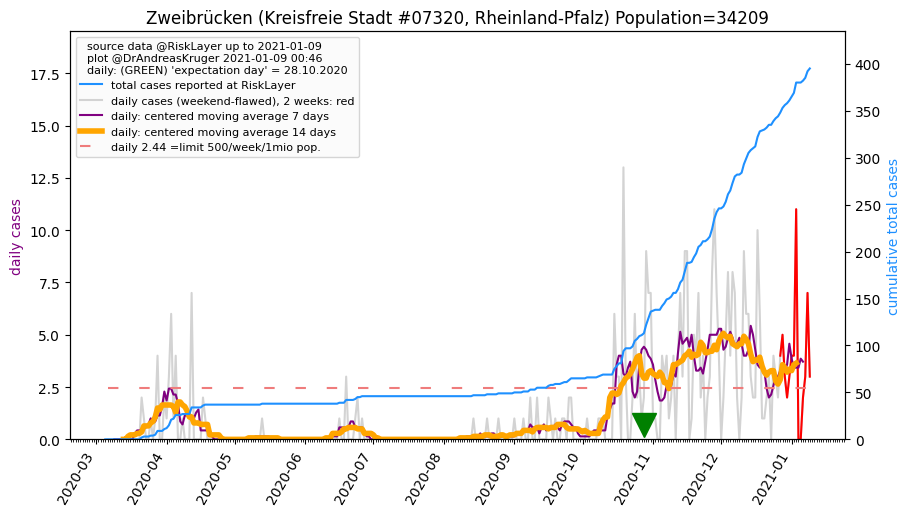 Zweibrücken (Kreisfreie Stadt #07320, Rheinland-Pfalz) Population=34209
source data @RiskLayer up to 2021-01-09
plot @DrAndreasKruger 2021-01-09 00:46
daily: (GREEN) 'expectation day' = 28.10.2020
total cases reported at RiskLayer
daily cases (weekend-flawed), 2 weeks: red
daily: centered moving average 7 days
daily: centered moving average 14 days
daily 2.44 =limit 500/week/1mio pop.
daily cases
17.5
15.0
12.5
10.0
7.5
5.0
2.5
0.0
400
350
300
250
200
150
100
50
0
cumulative total cases
2020-03
2020-04
2020-05
2020-06
2020-07
2020-08
2020-09
2020-10
2020-11
2020-12
2021-01